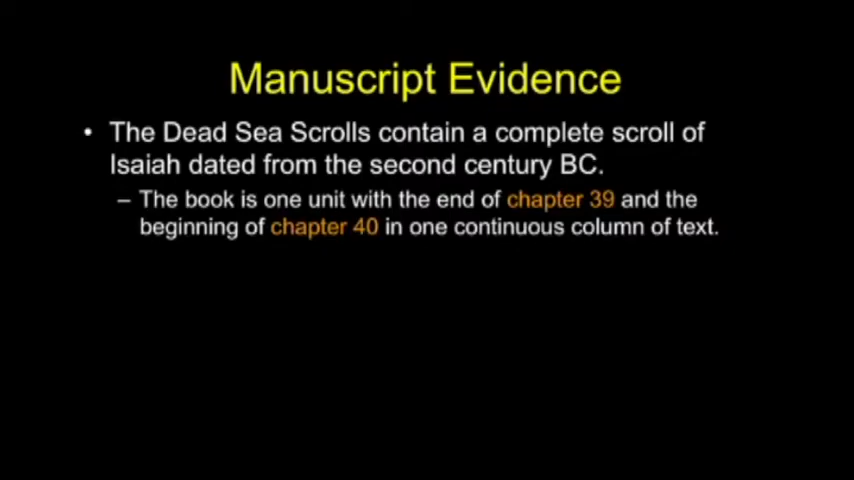 Manuscript Evidence
• The Dead Sea Scrolls contain a complete scroll of
Isaiah dated from the second century BC.
– The book is one unit with the end of chapter 39 and the
beginning of chapter 40 in one continuous column of text.